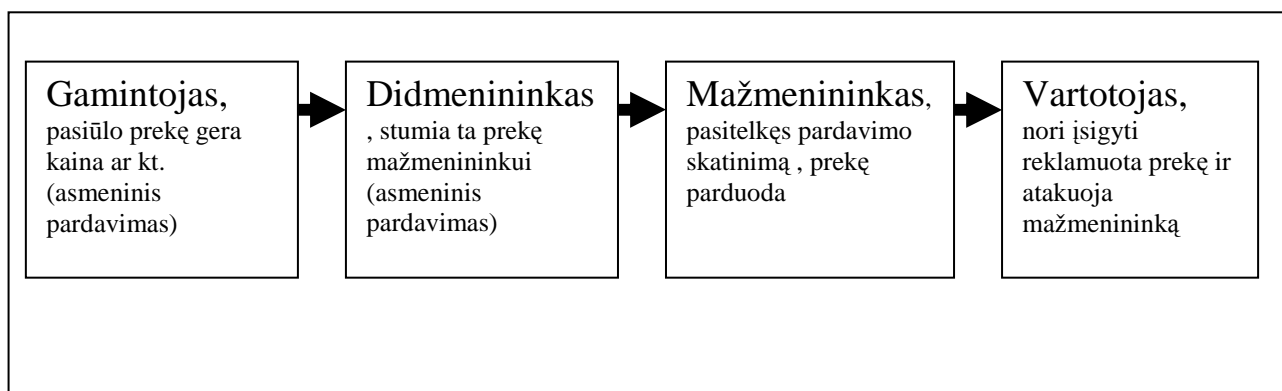 Gamintojas,
pasiūlo prekę gera
kaina ar kt.
(asmeninis
pardavimas)
Didmenininkas
, stumia ta prekę
mažmenininkui
(asmeninis
pardavimas)
Mažmenininkas,
pasitelkęs pardavimo
skatinimą , prekę
parduoda
Vartotojas,
nori įsigyti
reklamuota prekę ir
atakuoja
mažmenininką